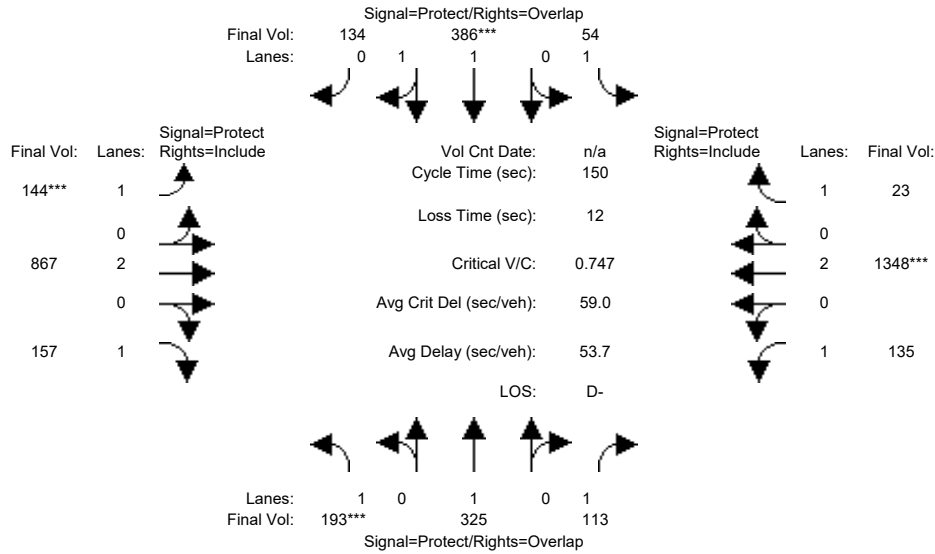 Signal=Protect/Rights=Overlap
Final Vol: 134 386*** 54
Lanes: 0 1 1 0 1
Signal=Protect Signal=Protect
Final Vol: Lanes: Rights=Include Vol Cnt Date: n/a Rights=Include Lanes: Final Vol:
Cycle Time (sec): 150
144*** 1 1 23
Loss Time (sec): 12
0 0
867 2 Critical V/C: 0.747 2 1348***
0 Avg Crit Del (sec/veh): 59.0 0
157 1 Avg Delay (sec/veh): 53.7 1 135
LOS: D-
Lanes: 1 0 1 0 1
Final Vol: 193*** 325 113
Signal=Protect/Rights=Overlap